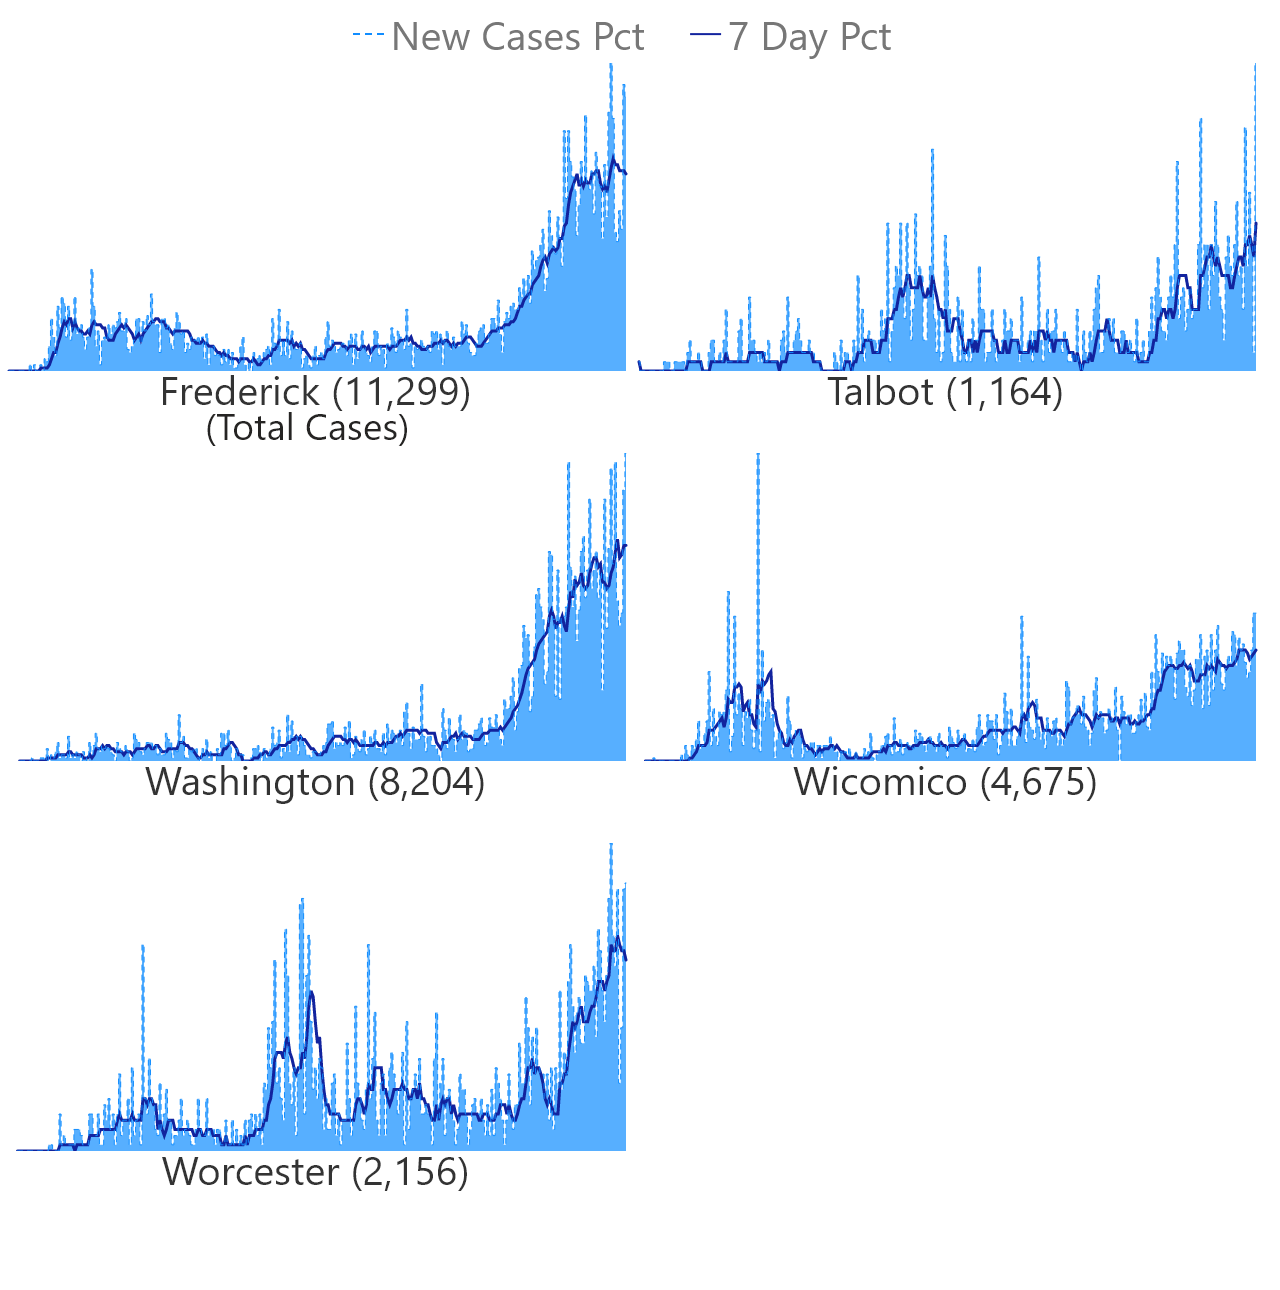 New Cases Pct 7 Day Pct
Frederick (11,299) Talbot (1,164)
(Total Cases)
Washington (8,204) Wicomico (4,675)
Worcester (2,156)